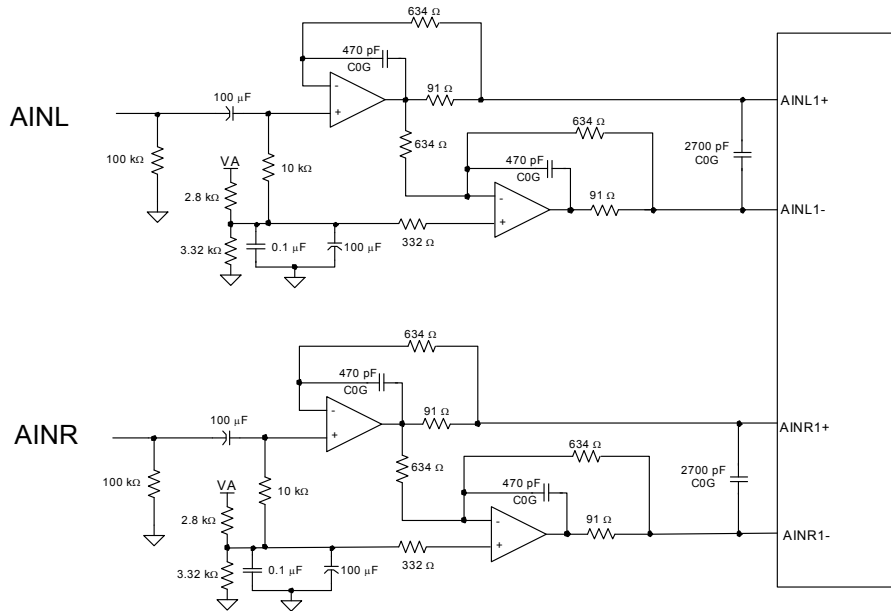 634 Ω
470 pF
C0G
100 µF
-
+
91 Ω
AINL1+
AINL
634 Ω
634 Ω
2700 pF
C0G
100 kΩ
VA
10 kΩ
470 pF
C0G
2.8 kΩ
-
+
91 Ω
AINL1-
3.32 kΩ
0.1 µF
100 µF
332 Ω
634 Ω
470 pF
C0G
100 µF
-
+
91 Ω
AINR1+
AINR
634 Ω
634 Ω
2700 pF
C0G
100 kΩ
VA
10 kΩ
470 pF
C0G
2.8 kΩ
-
+
91 Ω
AINR1-
3.32 kΩ
0.1 µF
100 µF
332 Ω